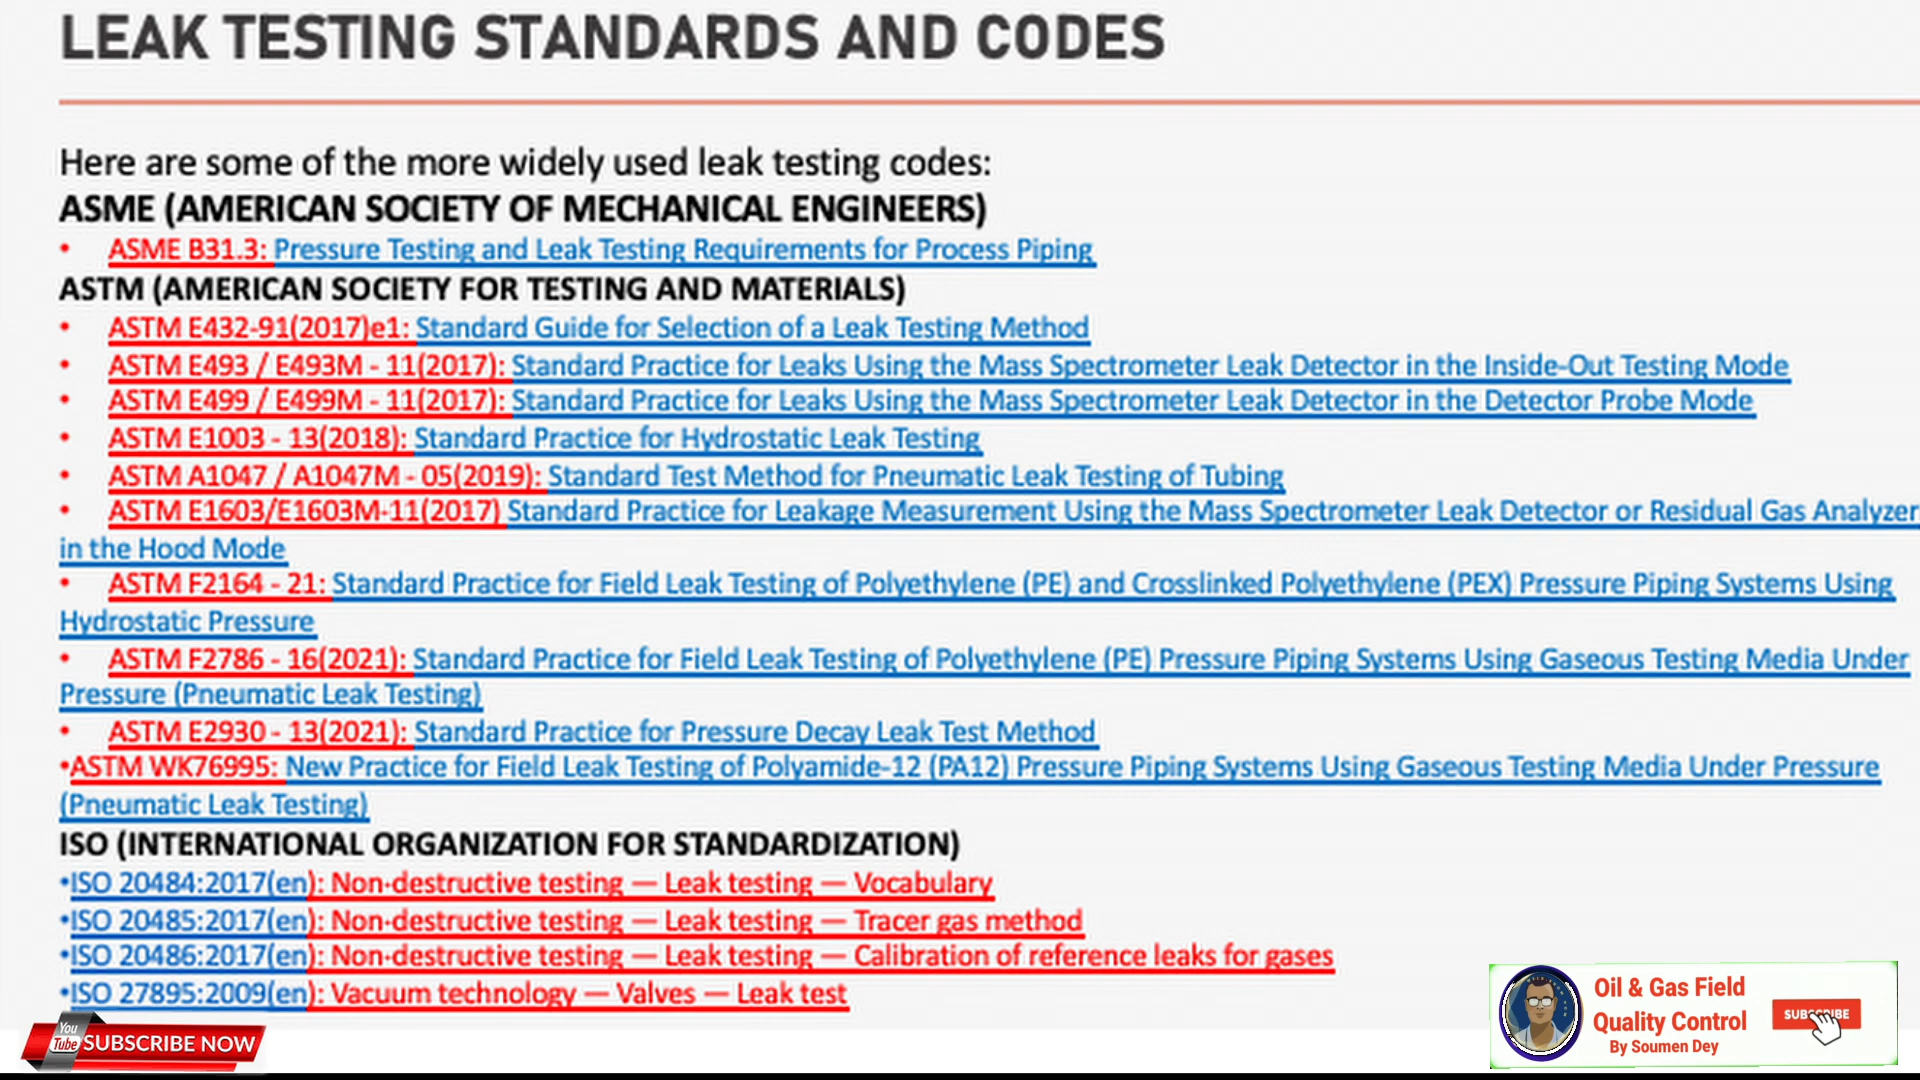 LEAK TESTING STANDARDS AND CODES
Here are some of the more widely used leak testing codes:
ASME (AMERICAN SOCIETY OF MECHANICAL ENGINEERS)
• ASME B31.3: Pressure Testing and Leak Testing Requirements for Process Piping
ASTM (AMERICAN SOCIETY FOR TESTING AND MATERIALS)
• ASTM E432-91(2017)e1: Standard Guide for Selection of a Leak Testing Method
• ASTM E493 / E493M - 11(2017): Standard Practice for Leaks Using the Mass Spectrometer Leak Detector in the Inside-Out Testing Mode
• ASTM E499 / E499M - 11(2017): Standard Practice for Leaks Using the Mass Spectrometer Leak Detector in the Detector Probe Mode
• ASTM E1003 - 13(2018): Standard Practice for Hydrostatic Leak Testing
• ASTM A1047 / A1047M - 05(2019): Standard Test Method for Pneumatic Leak Testing of Tubing
• ASTM E1603/E1603M-11(2017) Standard Practice for Leakage Measurement Using the Mass Spectrometer Leak Detector or Residual Gas Analyzer
in the Hood Mode
• ASTM F2164 - 21: Standard Practice for Field Leak Testing of Polyethylene (PE) and Crosslinked Polyethylene (PEX) Pressure Piping Systems Using
Hydrostatic Pressure
• ASTM F2786 - 16(2021): Standard Practice for Field Leak Testing of Polyethylene (PE) Pressure Piping Systems Using Gaseous Testing Media Under
Pressure (Pneumatic Leak Testing)
• ASTM E2930 - 13(2021): Standard Practice for Pressure Decay Leak Test Method
•ASTM WK76995: New Practice for Field Leak Testing of Polyamide-12 (PA12) Pressure Piping Systems Using Gaseous Testing Media Under Pressure
(Pneumatic Leak Testing)
ISO (INTERNATIONAL ORGANIZATION FOR STANDARDIZATION)
•ISO 20484:2017(en): Non-destructive testing — Leak testing — Vocabulary
•ISO 20485:2017(en): Non-destructive testing — Leak testing — Tracer gas method
•ISO 20486:2017(en): Non-destructive testing — Leak testing — Calibration of reference leaks for gases
•ISO 27895:2009(en): Vacuum technology — Valves — Leak test
You
Tube SUBSCRIBE NOW
Oil & Gas Field
Quality Control
By Soumen Dey
SUBSCRIBE